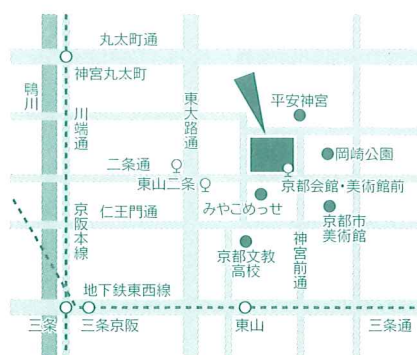 丸太町通
神宮丸太町
鴨川
川端通
東大路通
平安神宮
岡崎公園
二条通
東山二条
京都会館・美術館前
みやこめっせ
京都市
美術館
京阪本線
仁王門通
京都文教
高校
神宮前通
地下鉄東西線
三条
三条京阪
東山
三条通